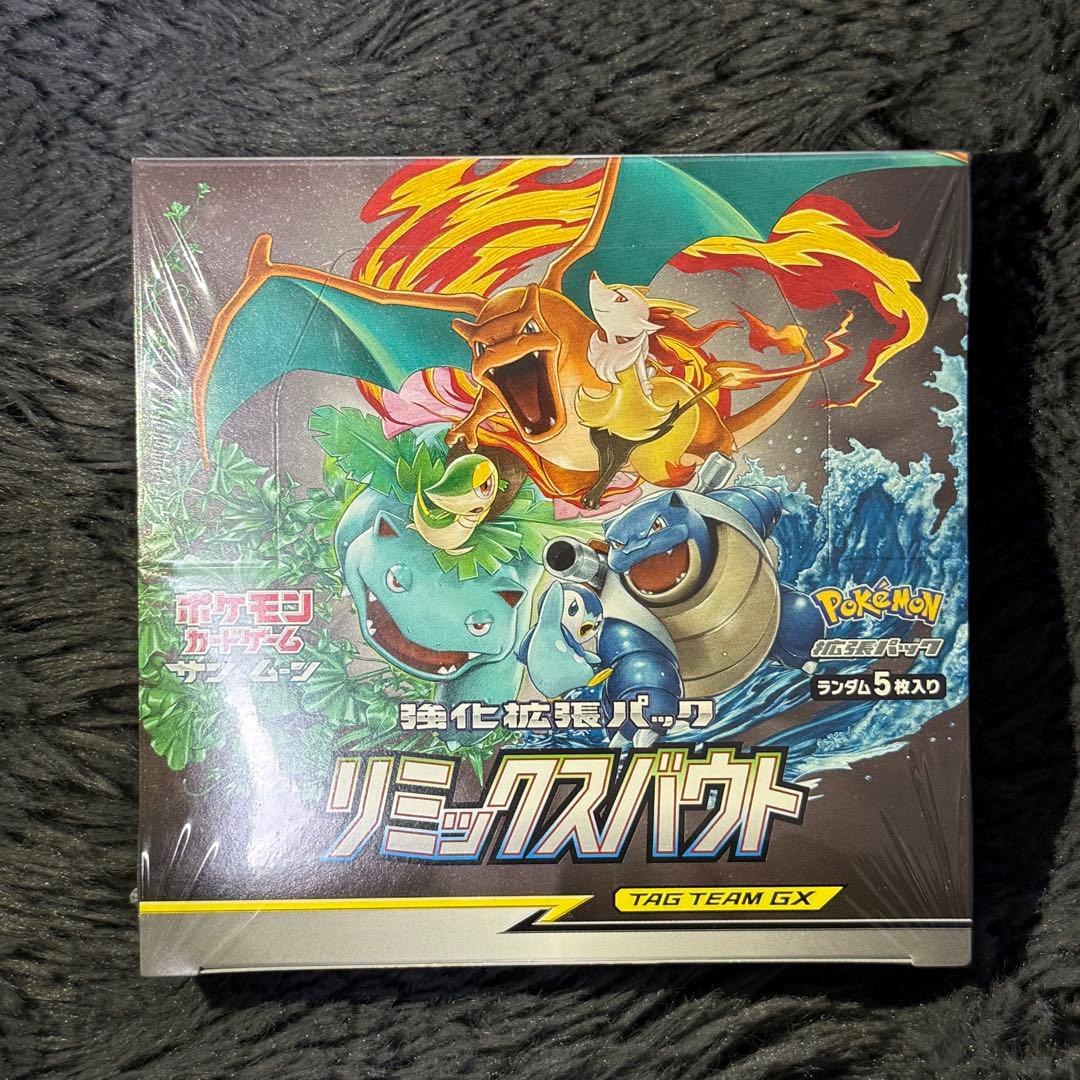 ポケモン
カードゲーム
サン&ムーン
POKéMON
拡張パック
ランダム5枚入り
強化拡張パック
リミックスバウト
TAG TEAM GX